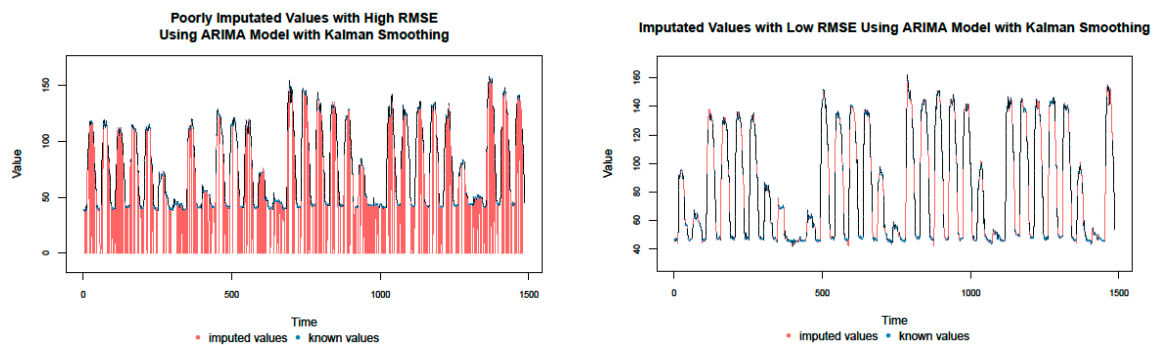 Poorly Imputated Values with High RMSE
Using ARIMA Model with Kalman Smoothing
Value
150
100
50
0
0
500
1000
1500
Time
imputed values
known values
Imputated Values with Low RMSE Using ARIMA Model with Kalman Smoothing
Value
160
140
120
100
80
60
40
0
500
1000
1500
Time
imputed values
known values